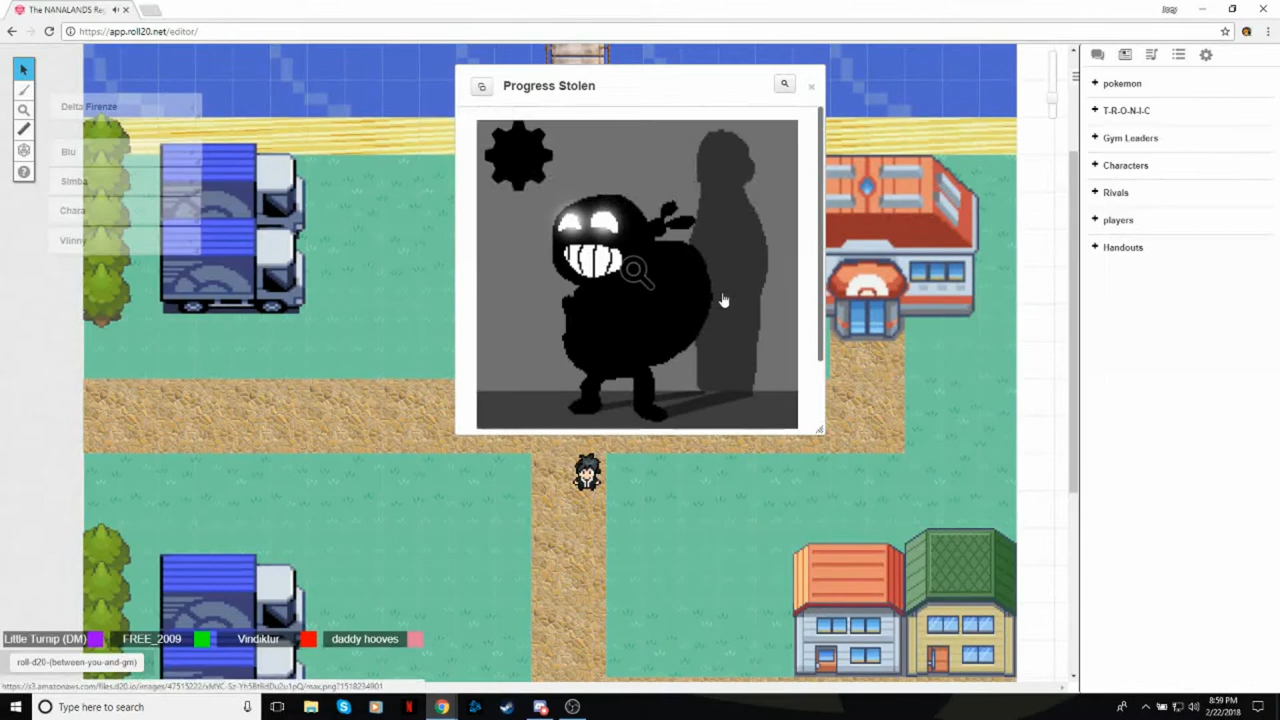 The NANALANDS Reg
https://app.roll20.net/editor/
pokemon
T-R-O-N-I-C
Gym Leaders
Characters
Rivals
players
Handouts
Progress Stolen
Delta Firenze
Blu
Simba
Chara
Vlinny
Little Turnip (DM)
FREE_2009
Vindiktur
daddy hooves
roll-d20-(between-you-and-gm)
Type here to search
8:59 PM
2/22/2018